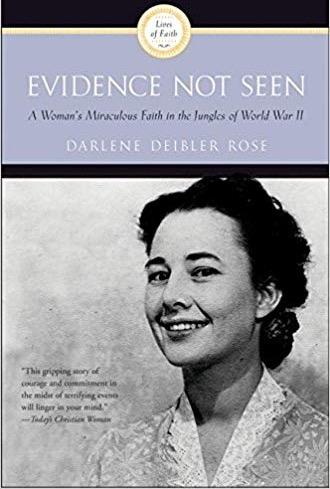 Lives
of Faith
EVIDENCE NOT SEEN
A Woman's Miraculous Faith in the Jungles of World War II
DARLENE DEIBLER ROSE
"This gripping story of
courage and commitment in
the midst of terrifying events
will linger in your mind."
—Today's Christian Woman